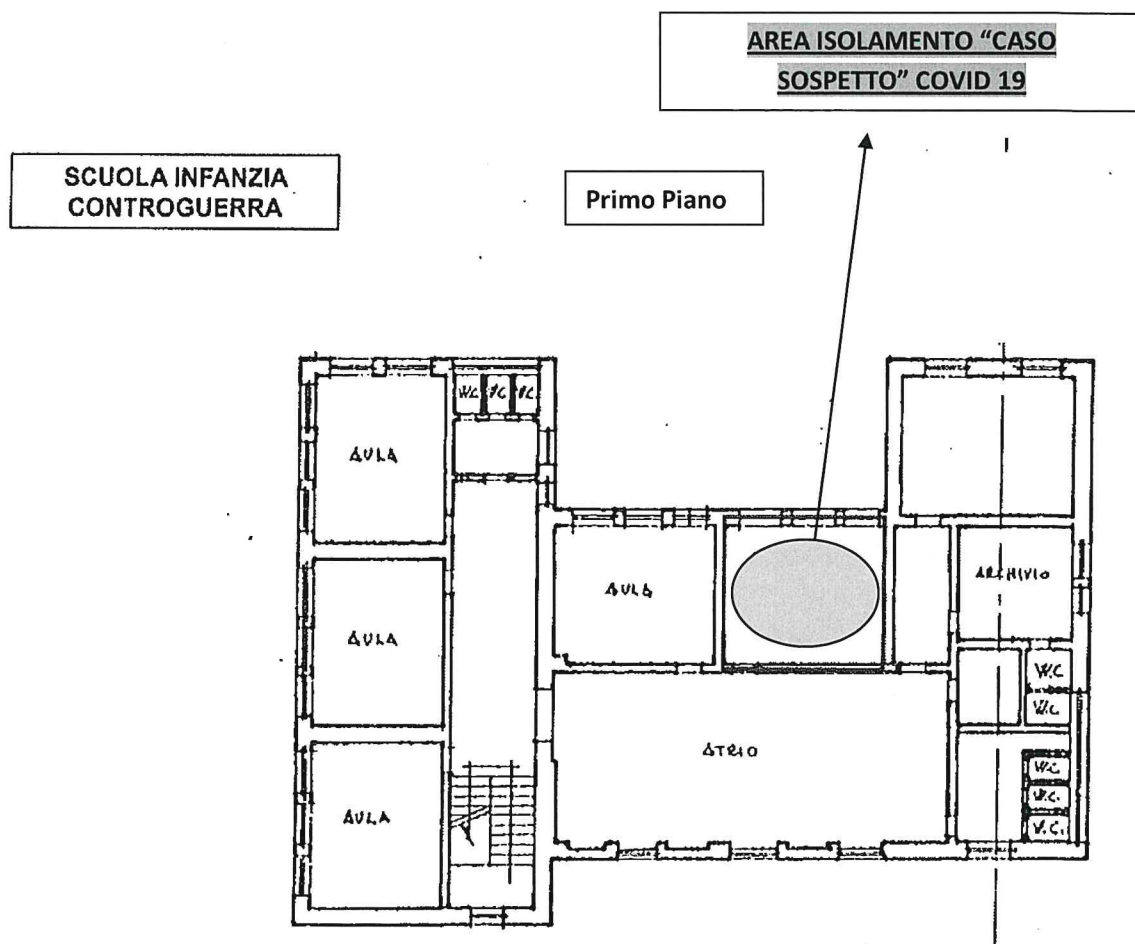 AREA ISOLAMENTO "CASO
SOSPETTO" COVID 19
SCUOLA INFANZIA
CONTROGUERRA
Primo Piano
W.C
AULA
AULA
ARCHIVIO
AULA
W.C
W.C
ATRIO
W.C
AULA
W.C.
W.C.